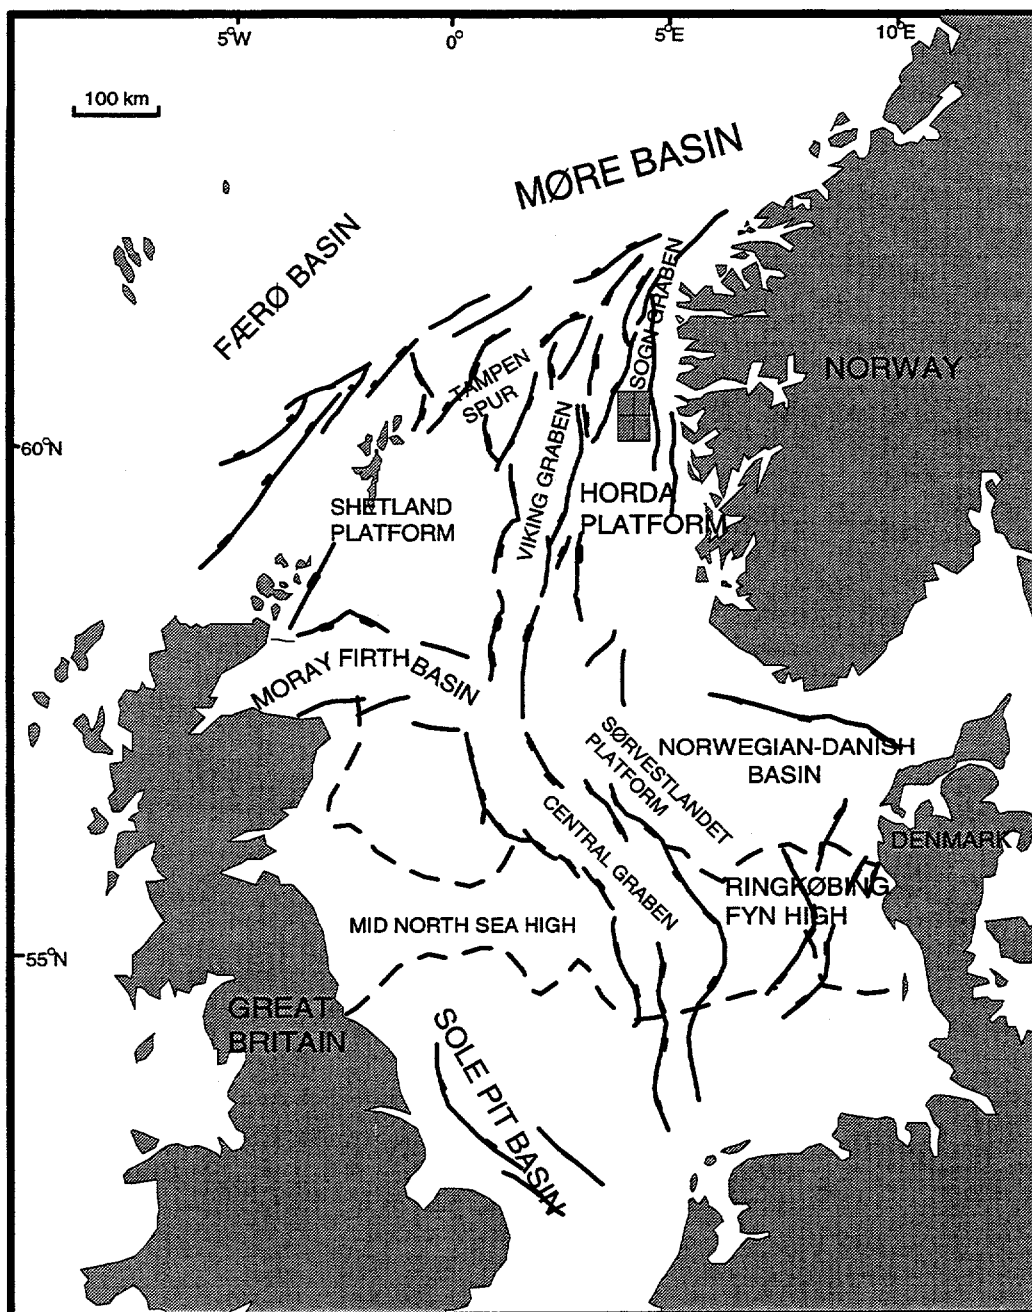 5°W
0°
5°E
10°E
100 km
MØRE BASIN
FÆRØ BASIN
SOGN GRABEN
NORWAY
TAMPEN
SPUR
60°N
VIKING GRABEN
HORDA
PLATFORM
SHETLAND
PLATFORM
MORAY FIRTH BASIN
SØRVESTLANDET
PLATFORM
NORWEGIAN-DANISH
BASIN
CENTRAL GRABEN
DENMARK
RINGKØBING
FYN HIGH
MID NORTH SEA HIGH
55°N
GREAT
BRITAIN
SOLE PIT BASIN